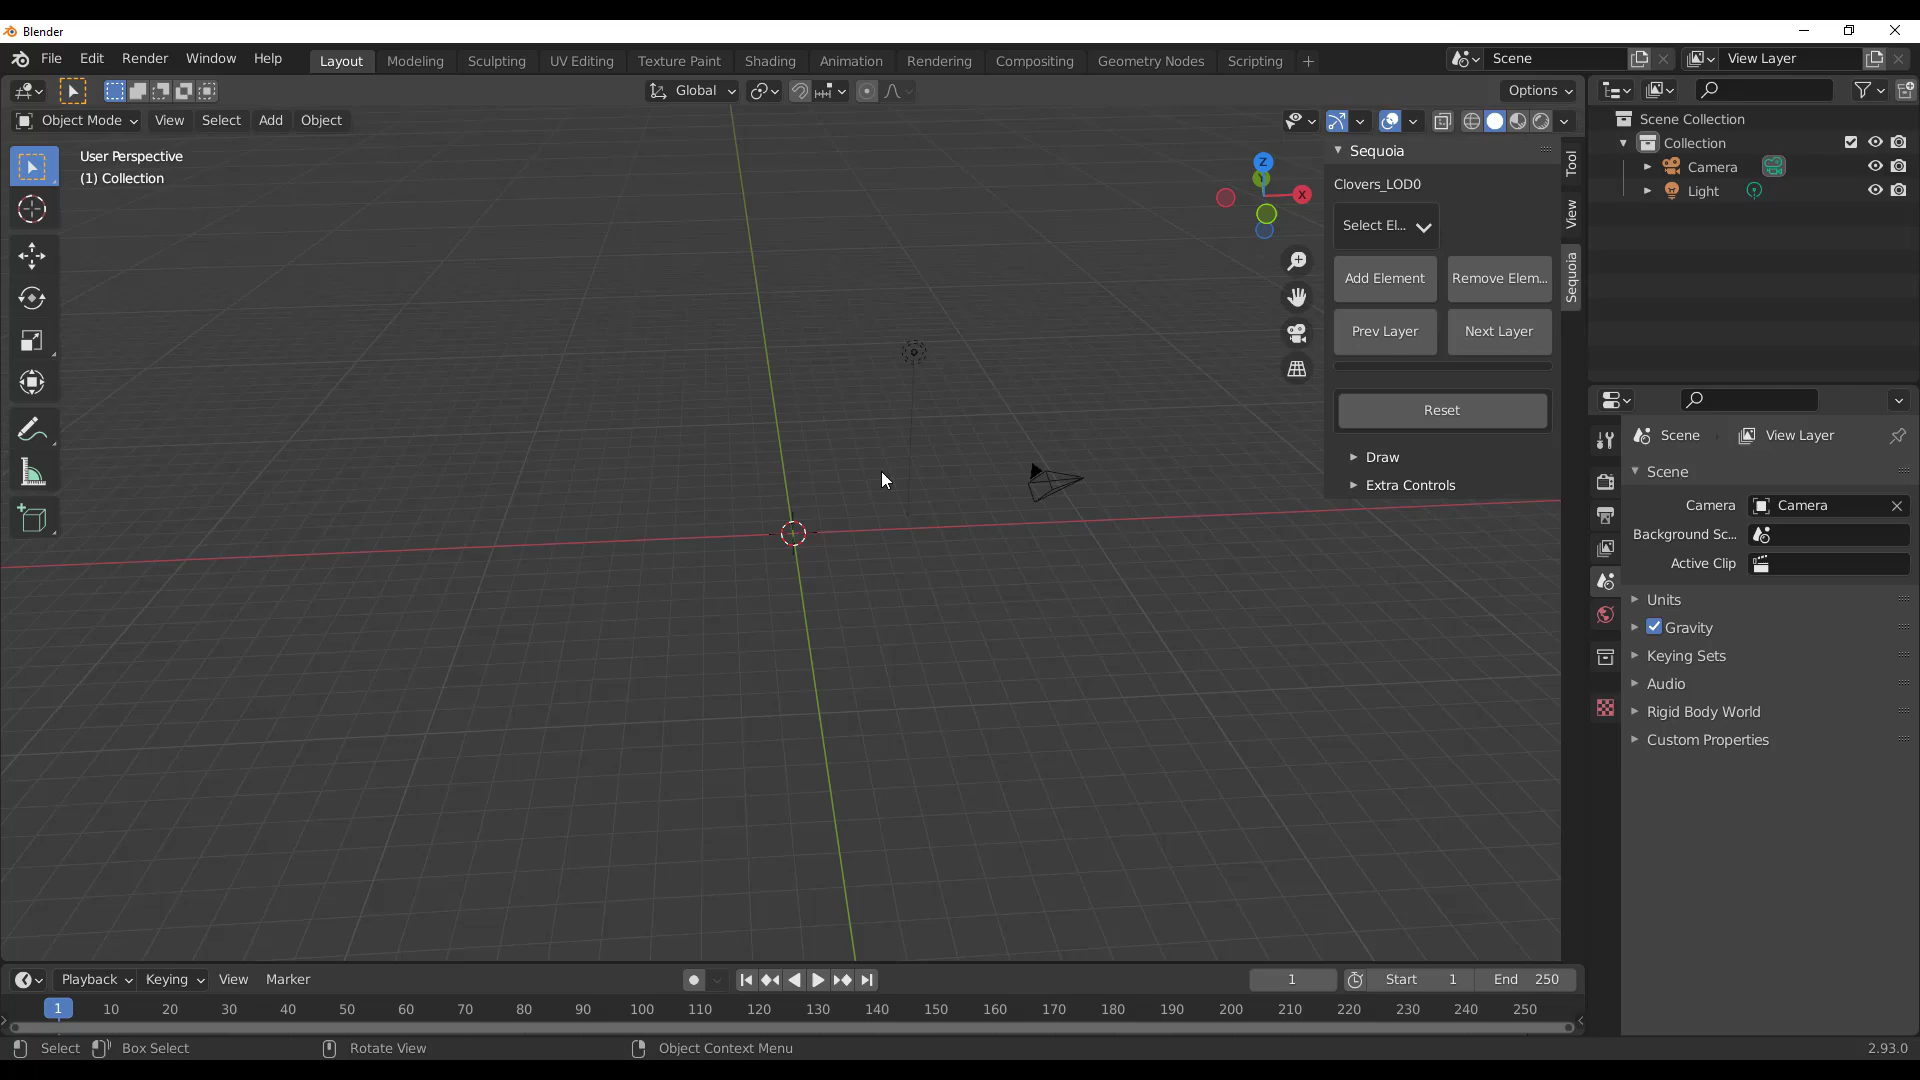 Blender
File Edit Render Window Help Layout Modeling Sculpting UV Editing Texture Paint Shading Animation Rendering Compositing Geometry Nodes Scripting + Scene View Layer
Global Options
Object Mode View Select Add Object
User Perspective
(1) Collection
Z
Y
X
Sequoia
Clovers_LOD0
Select El...
Add Element Remove Elem...
Prev Layer Next Layer
Reset
Draw
Extra Controls
Tool
View
Sequoia
Scene Collection
Collection
Camera
Light
Scene View Layer
Scene
Camera Camera
Background Sc...
Active Clip
Units
Gravity
Keying Sets
Audio
Rigid Body World
Custom Properties
Playback Keying View Marker 1 Start 1 End 250
1 10 20 30 40 50 60 70 80 90 100 110 120 130 140 150 160 170 180 190 200 210 220 230 240 250
Select Box Select Rotate View Object Context Menu 2.93.0